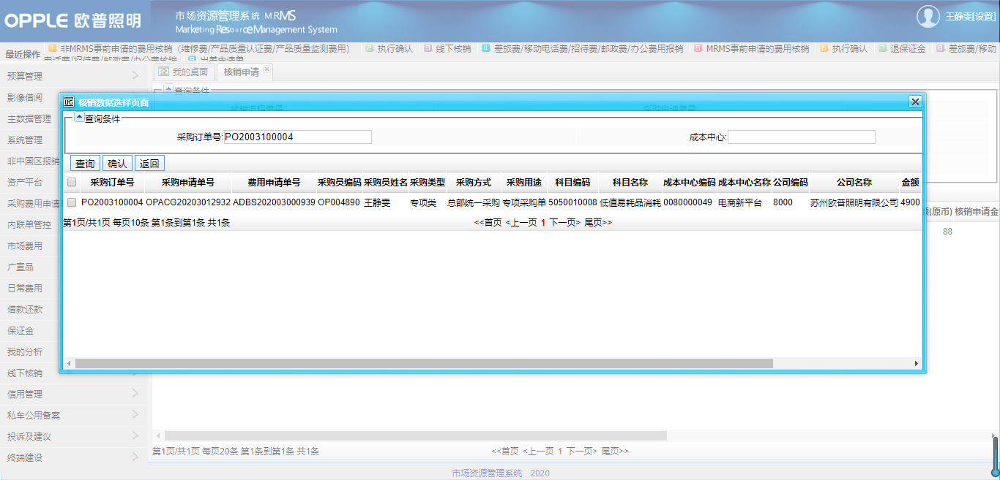 OPPLE 欧普照明
市场资源管理系统 MRMS
Marketing Resource Management System
王静雯[设置]
最近操作
1 非MRMS事前申请的费用核销（维修费/产品质量认证费/产品质量监测费用） 2 执行确认 3 线下核销 4 差旅费/移动电话费/招待费/邮政费/办公费用报销 5 MRMS事前申请的费用核销 6 执行确认 7 退保证金 8 差旅费/移动
电话费/招待费/邮政费/办公费核销 9 出差申请单
预算管理
影像借阅
主数据管理
系统管理
非中国区报销
资产平台
采购费用申请
内联单管控
市场费用
广宣品
日常费用
借款还款
保证金
我的分析
线下核销
信用管理
私车公用备案
投诉及建议
终端建设
我的桌面 核销申请
查询条件
核销流程单号: 采购申请单号:
核销数据选择页面
查询条件
采购订单号: PO2003100004 成本中心:
查询 确认 返回
采购订单号 采购申请单号 费用申请单号 采购员编码 采购员姓名 采购类型 采购方式 采购用途 科目编码 科目名称 成本中心编码 成本中心名称 公司编码 公司名称 金额
PO2003100004 OPACG20203012932 ADBS202003000939 OP004890 王静雯 专项类 总部统一采购 专项采购单 5050010008 低值易耗品消耗 0080000049 电商新平台 8000 苏州欧普照明有限公司 4900
第1页/共1页 每页10条 第1条到第1条 共1条 <<首页 <上一页 1 下一页> 尾页>>
(原币) 核销申请金
88
第1页/共1页 每页20条 第1条到第1条 共1条 <<首页 <上一页 1 下一页> 尾页>>
市场资源管理系统 2020